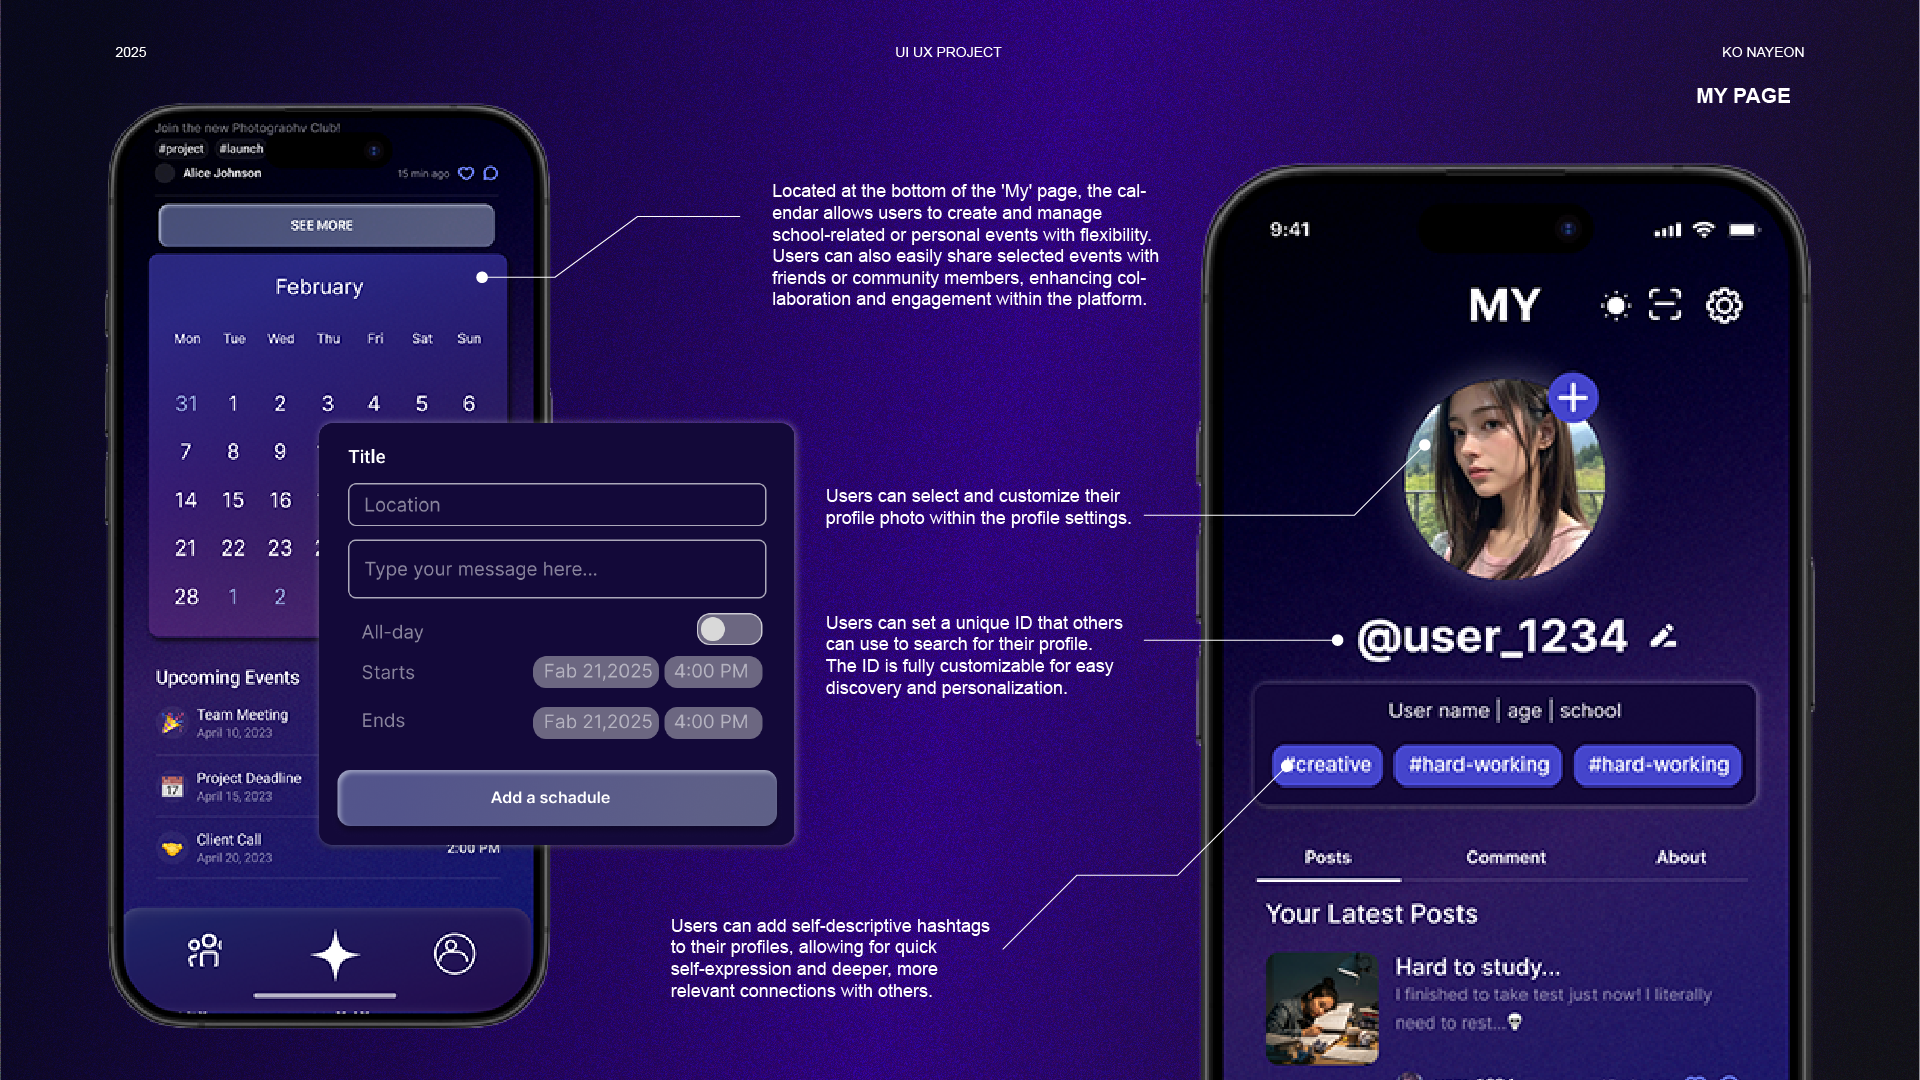 2025
UI UX PROJECT
KO NAYEON
MY PAGE
Join the new Photography Club!
#project #launch
Alice Johnson
15 min ago
SEE MORE
February
Mon Tue Wed Thu Fri Sat Sun
31 1 2 3 4 5 6
7 8 9
14 15 16
21 22 23
28 1 2
Upcoming Events
Team Meeting
April 10, 2023
17
Project Deadline
April 15, 2023
Client Call
April 20, 2023
2:00 PM
Title
Location
Type your message here...
All-day
Starts
Fab 21,2025 4:00 PM
Ends
Fab 21,2025 4:00 PM
Add a schadule
Located at the bottom of the 'My' page, the cal-
endar allows users to create and manage
school-related or personal events with flexibility.
Users can also easily share selected events with
friends or community members, enhancing col-
laboration and engagement within the platform.
Users can select and customize their
profile photo within the profile settings.
Users can set a unique ID that others
can use to search for their profile.
The ID is fully customizable for easy
discovery and personalization.
Users can add self-descriptive hashtags
to their profiles, allowing for quick
self-expression and deeper, more
relevant connections with others.
9:41
MY
@user_1234
User name | age | school
#creative #hard-working #hard-working
Posts Comment About
Your Latest Posts
Hard to study...
I finished to take test just now! I literally
need to rest...💀